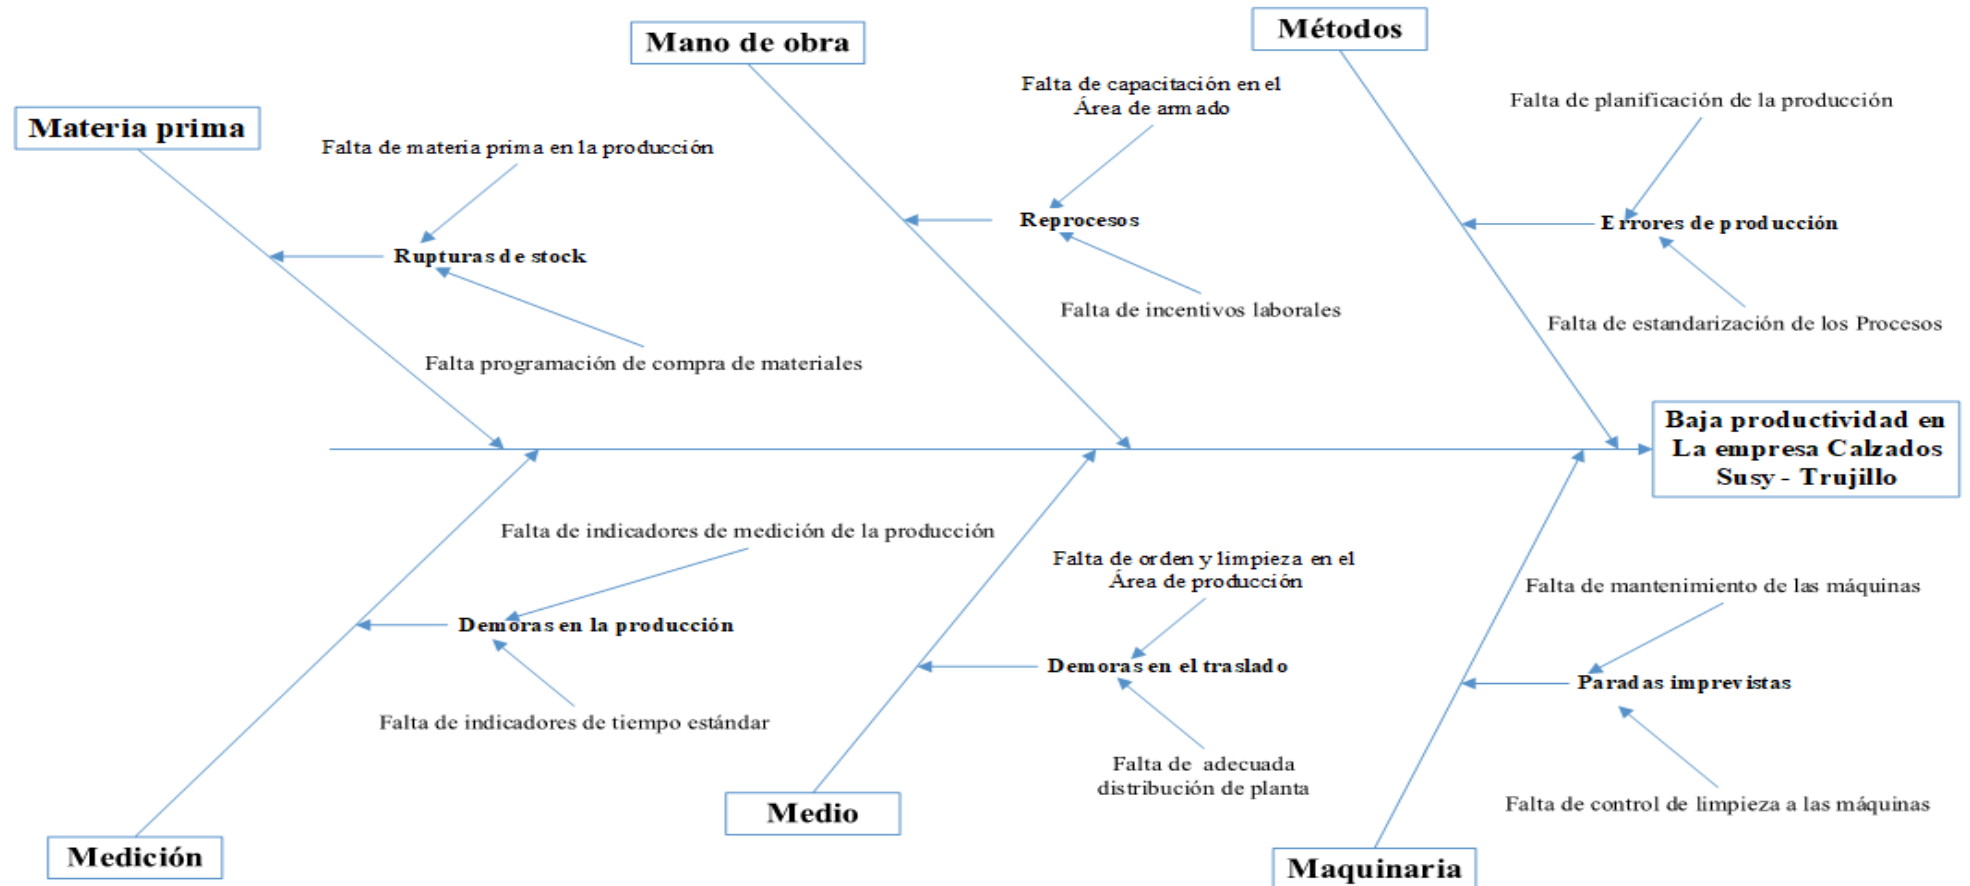 Métodos
Mano de obra
Falta de capacitación en el
Área de armado
Falta de planificación de la producción
Materia prima
Falta de materia prima en la producción
Reprocesos
Errores de producción
Rupturas de stock
Falta de incentivos laborales
Falta de estandarización de los Procesos
Falta programación de compra de materiales
Baja productividad en
La empresa Calzados
Susy - Trujillo
Falta de indicadores de medición de la producción
Falta de orden y limpieza en el
Área de producción
Falta de mantenimiento de las máquinas
Demoras en la producción
Demoras en el traslado
Paradas imprevistas
Falta de indicadores de tiempo estándar
Falta de adecuada
distribución de planta
Falta de control de limpieza a las máquinas
Medio
Medición
Maquinaria